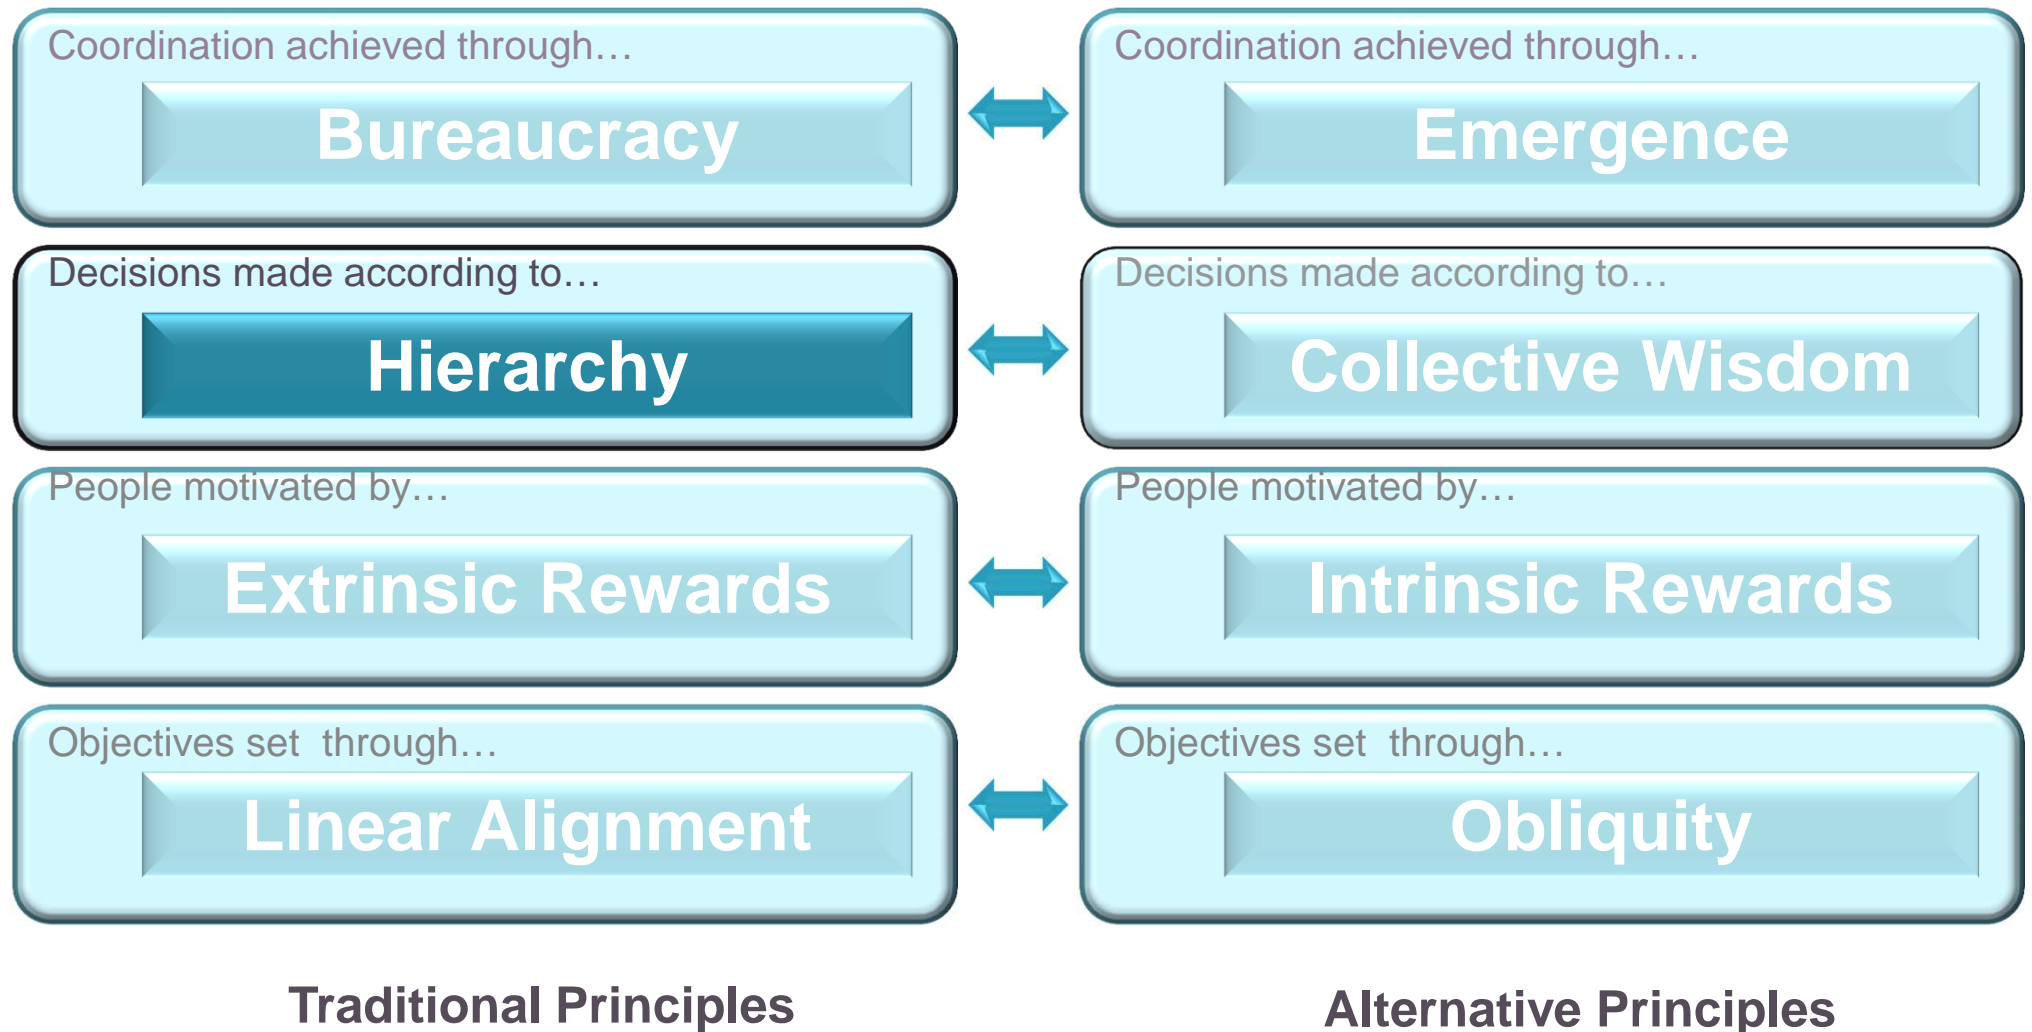 Coordination achieved through…
Bureaucracy
Coordination achieved through…
Emergence
Decisions made according to…
Hierarchy
Decisions made according to…
Collective Wisdom
People motivated by…
Extrinsic Rewards
People motivated by…
Intrinsic Rewards
Objectives set  through…
Linear Alignment
Objectives set  through…
Obliquity
Traditional Principles
Alternative Principles